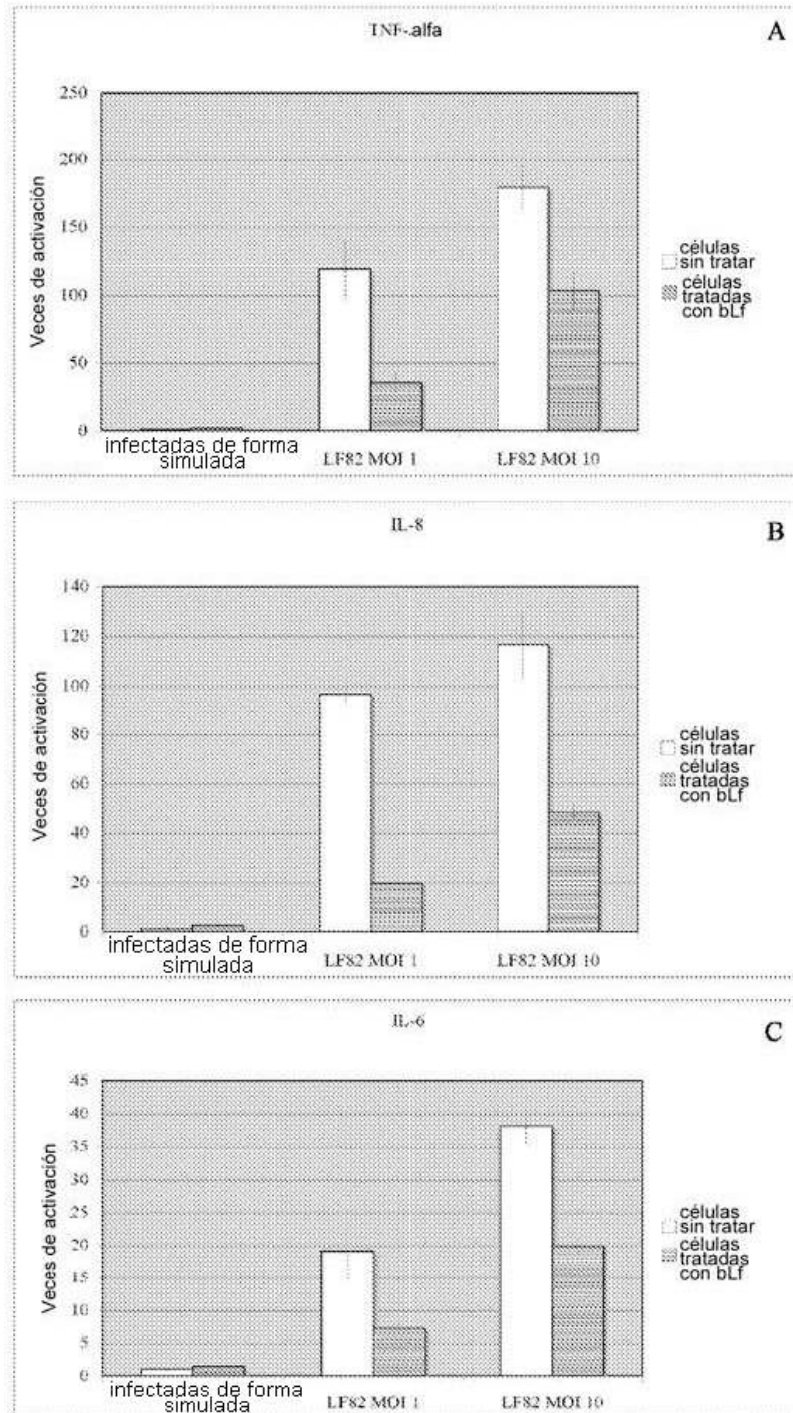 TNF-alfa
A
Veces de activación
250
200
150
100
50
0
infectadas de forma
simulada
LF82 MOI 1
LF82 MOI 10
células
sin tratar
células
tratadas
con bLf
IL-8
B
Veces de activación
140
120
100
80
60
40
20
0
infectadas de forma
simulada
LF82 MOI 1
LF82 MOI 10
células
sin tratar
células
tratadas
con bLf
IL-6
C
Veces de activación
45
40
35
30
25
20
15
10
5
0
infectadas de forma
simulada
LF82 MOI 1
LF82 MOI 10
células
sin tratar
células
tratadas
con bLf